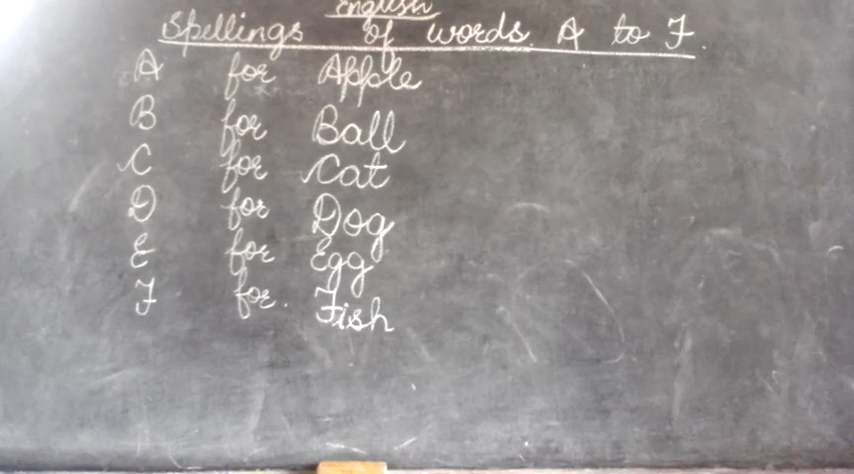 English
Spellings of words. A to F.
A for Apple
B for Ball
C for Cat
D for Dog
E for Egg
F for. Fish